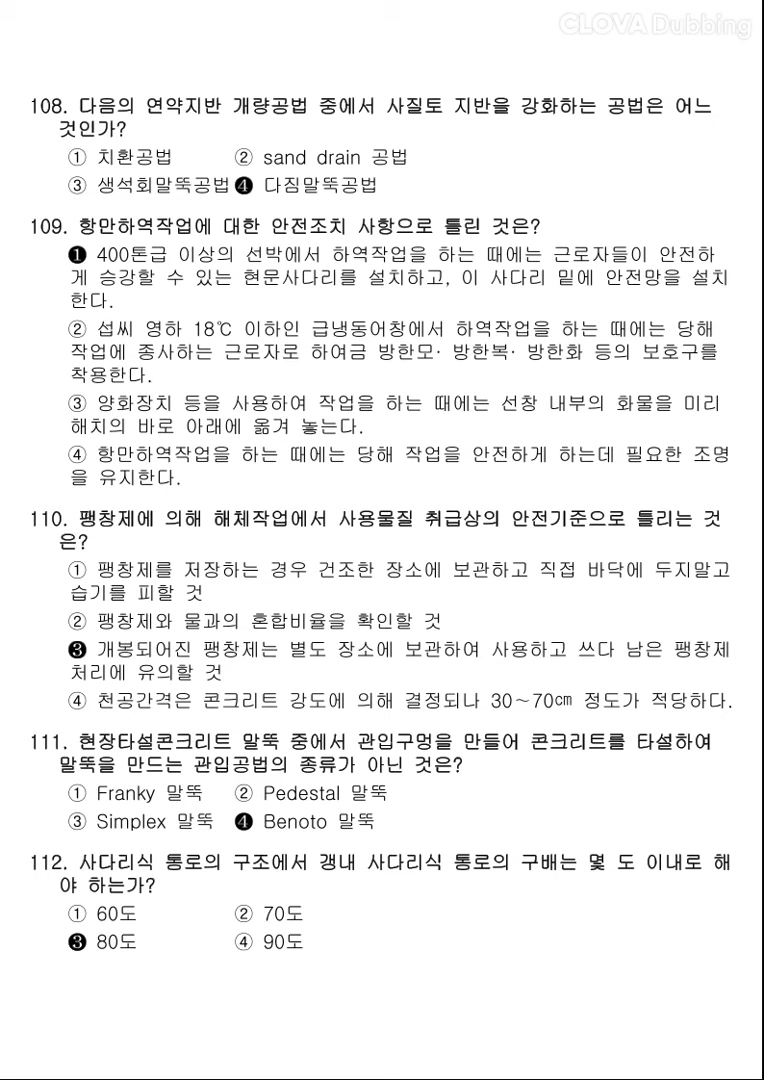 CLOVA Dubbing
108. 다음의 연약지반 개량공법 중에서 사질토 지반을 강화하는 공법은 어느
것인가?
① 치환공법 ② sand drain 공법
③ 생석회말뚝공법 ❹ 다짐말뚝공법
109. 항만하역작업에 대한 안전조치 사항으로 틀린 것은?
❶ 400톤급 이상의 선박에서 하역작업을 하는 때에는 근로자들이 안전하
게 승강할 수 있는 현문사다리를 설치하고, 이 사다리 밑에 안전망을 설치
한다.
② 섭씨 영하 18℃ 이하인 급냉동어창에서 하역작업을 하는 때에는 당해
작업에 종사하는 근로자로 하여금 방한모· 방한복· 방한화 등의 보호구를
착용한다.
③ 양화장치 등을 사용하여 작업을 하는 때에는 선창 내부의 화물을 미리
해치의 바로 아래에 옮겨 놓는다.
④ 항만하역작업을 하는 때에는 당해 작업을 안전하게 하는데 필요한 조명
을 유지한다.
110. 팽창제에 의해 해체작업에서 사용물질 취급상의 안전기준으로 틀리는 것
은?
① 팽창제를 저장하는 경우 건조한 장소에 보관하고 직접 바닥에 두지말고
습기를 피할 것
② 팽창제와 물과의 혼합비율을 확인할 것
❸ 개봉되어진 팽창제는 별도 장소에 보관하여 사용하고 쓰다 남은 팽창제
처리에 유의할 것
④ 천공간격은 콘크리트 강도에 의해 결정되나 30～70㎝ 정도가 적당하다.
111. 현장타설콘크리트 말뚝 중에서 관입구멍을 만들어 콘크리트를 타설하여
말뚝을 만드는 관입공법의 종류가 아닌 것은?
① Franky 말뚝 ② Pedestal 말뚝
③ Simplex 말뚝 ❹ Benoto 말뚝
112. 사다리식 통로의 구조에서 갱내 사다리식 통로의 구배는 몇 도 이내로 해
야 하는가?
① 60도 ② 70도
❸ 80도 ④ 90도